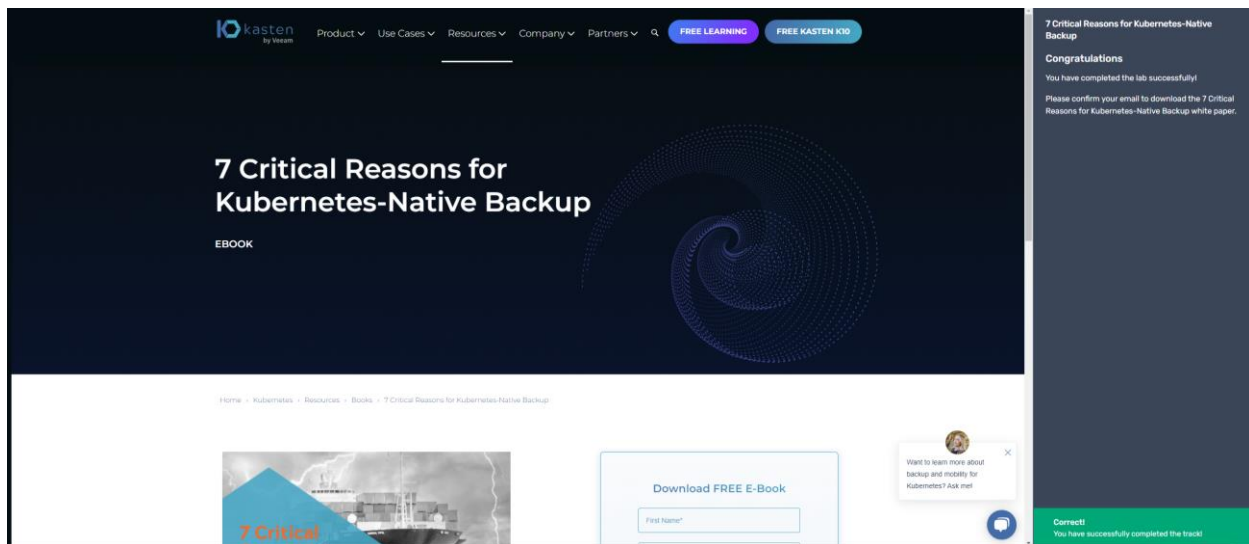 kasten
by Veeam
Product
Use Cases
Resources
Company
Partners
FREE LEARNING
FREE KASTEN K10
7 Critical Reasons for
Kubernetes-Native Backup
EBOOK
Home › Kubernetes › Resources › Books › 7 Critical Reasons for Kubernetes-Native Backup
7 Critical
Download FREE E-Book
First Name*
Want to learn more about
backup and mobility for
Kubernetes? Ask me!
7 Critical Reasons for Kubernetes-Native
Backup
Congratulations
You have completed the lab successfully!
Please confirm your email to download the 7 Critical
Reasons for Kubernetes-Native Backup white paper.
Correct!
You have successfully completed the track!